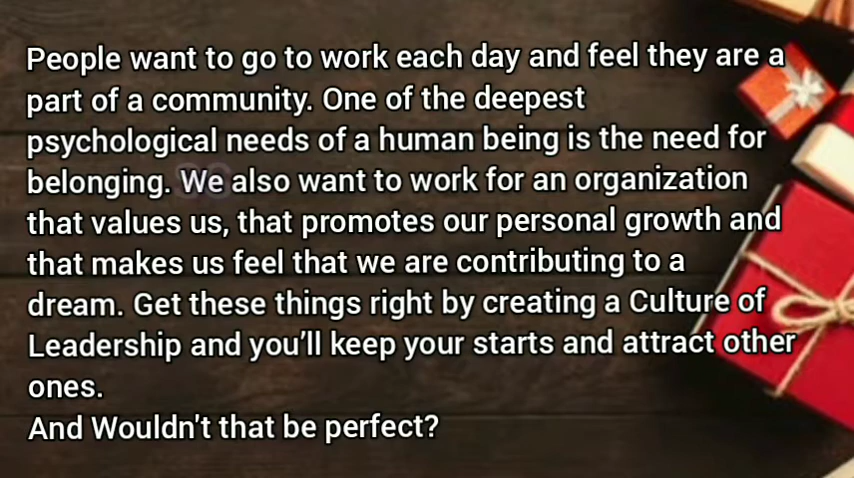 People want to go to work each day and feel they are a
part of a community. One of the deepest
psychological needs of a human being is the need for
belonging. We also want to work for an organization
that values us, that promotes our personal growth and
that makes us feel that we are contributing to a
dream. Get these things right by creating a Culture of
Leadership and you’ll keep your starts and attract other
ones.
And Wouldn't that be perfect?